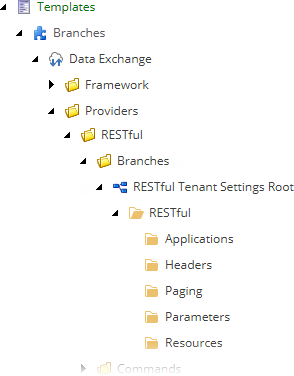 Templates
Branches
Data Exchange
Framework
Providers
RESTful
Branches
RESTful Tenant Settings Root
RESTful
Applications
Headers
Paging
Parameters
Resources
Commands